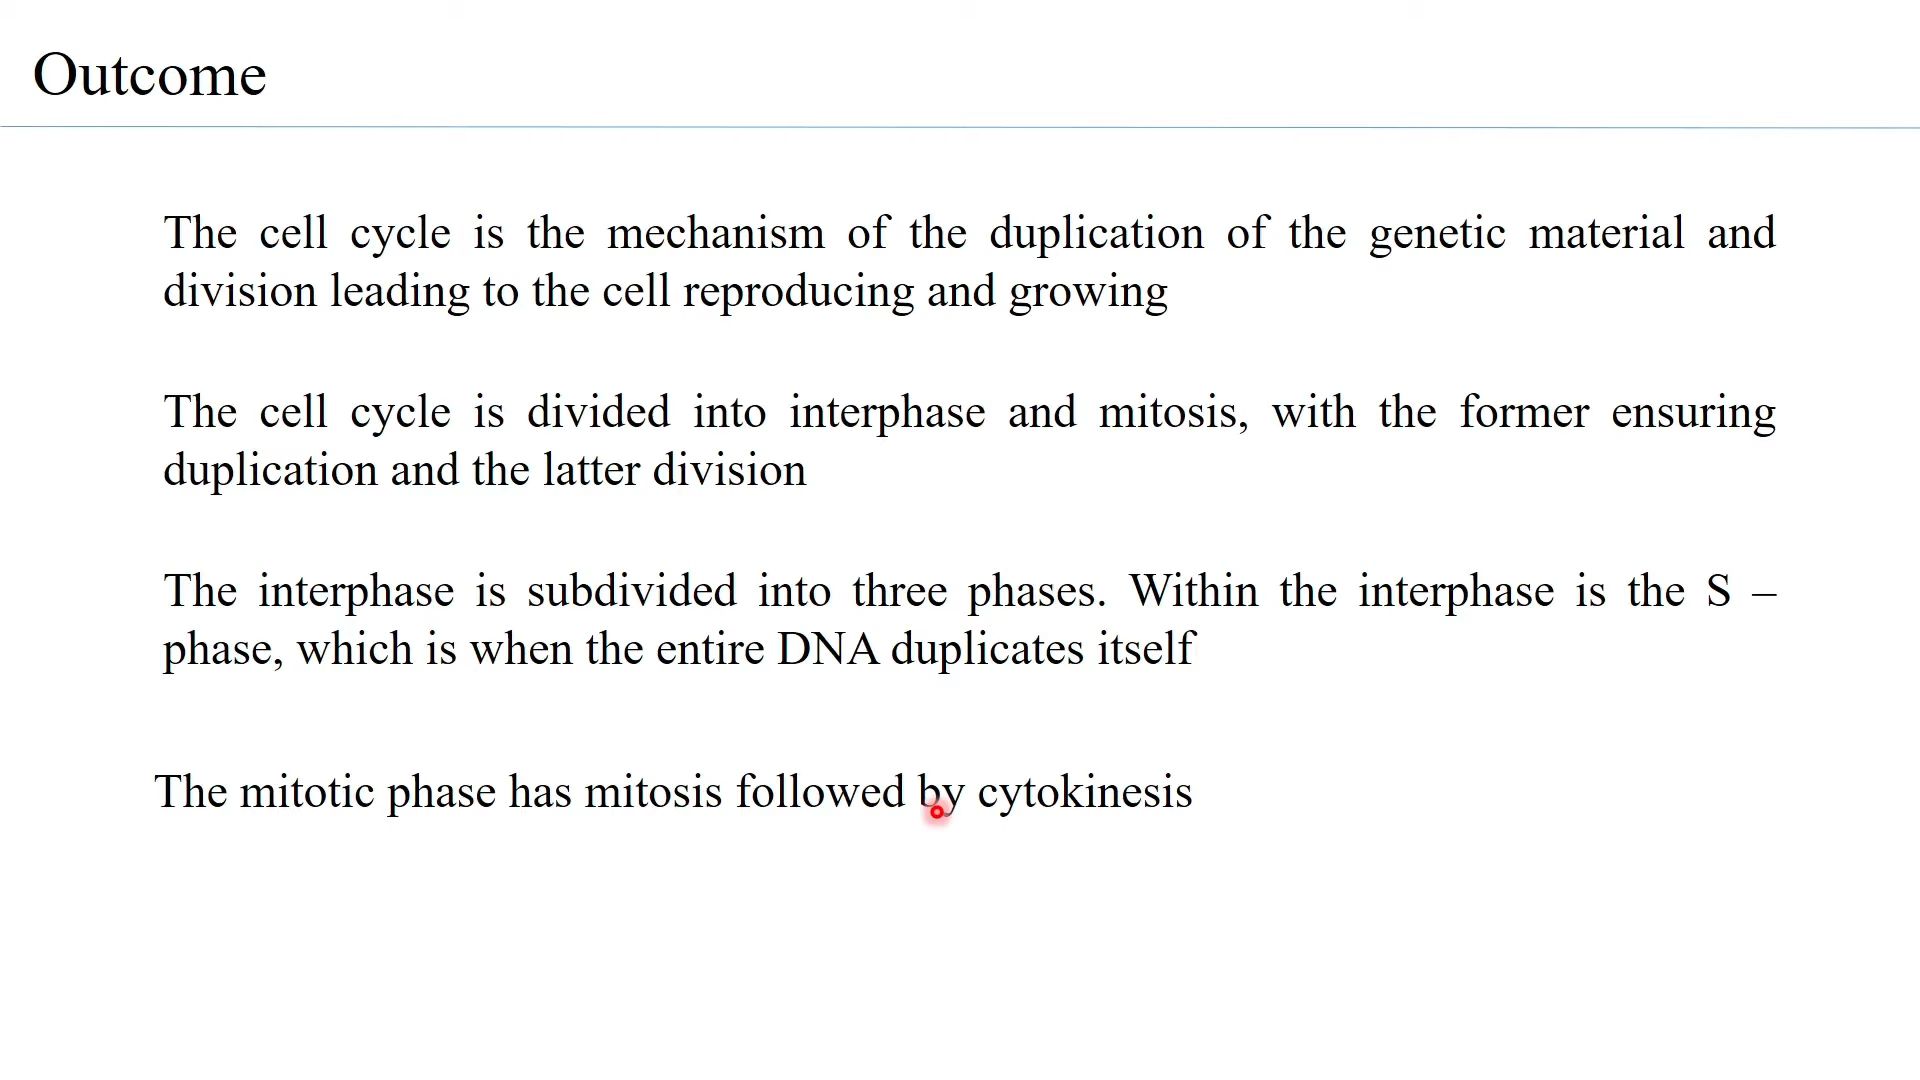 Outcome
The cell cycle is the mechanism of the duplication of the genetic material and
division leading to the cell reproducing and growing
The cell cycle is divided into interphase and mitosis, with the former ensuring
duplication and the latter division
The interphase is subdivided into three phases. Within the interphase is the S –
phase, which is when the entire DNA duplicates itself
The mitotic phase has mitosis followed by cytokinesis